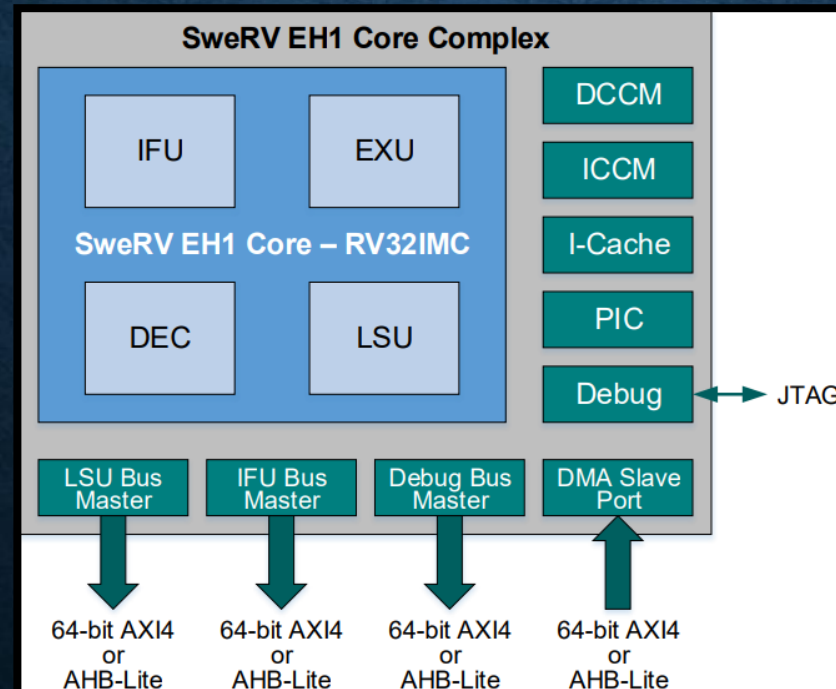 SweRV EH1 Core Complex
IFU
EXU
SweRV EH1 Core – RV32IMC
DEC
LSU
DCCM
ICCM
I-Cache
PIC
Debug
JTAG
LSU Bus
Master
IFU Bus
Master
Debug Bus
Master
DMA Slave
Port
64-bit AXI4
or
AHB-Lite
64-bit AXI4
or
AHB-Lite
64-bit AXI4
or
AHB-Lite
64-bit AXI4
or
AHB-Lite